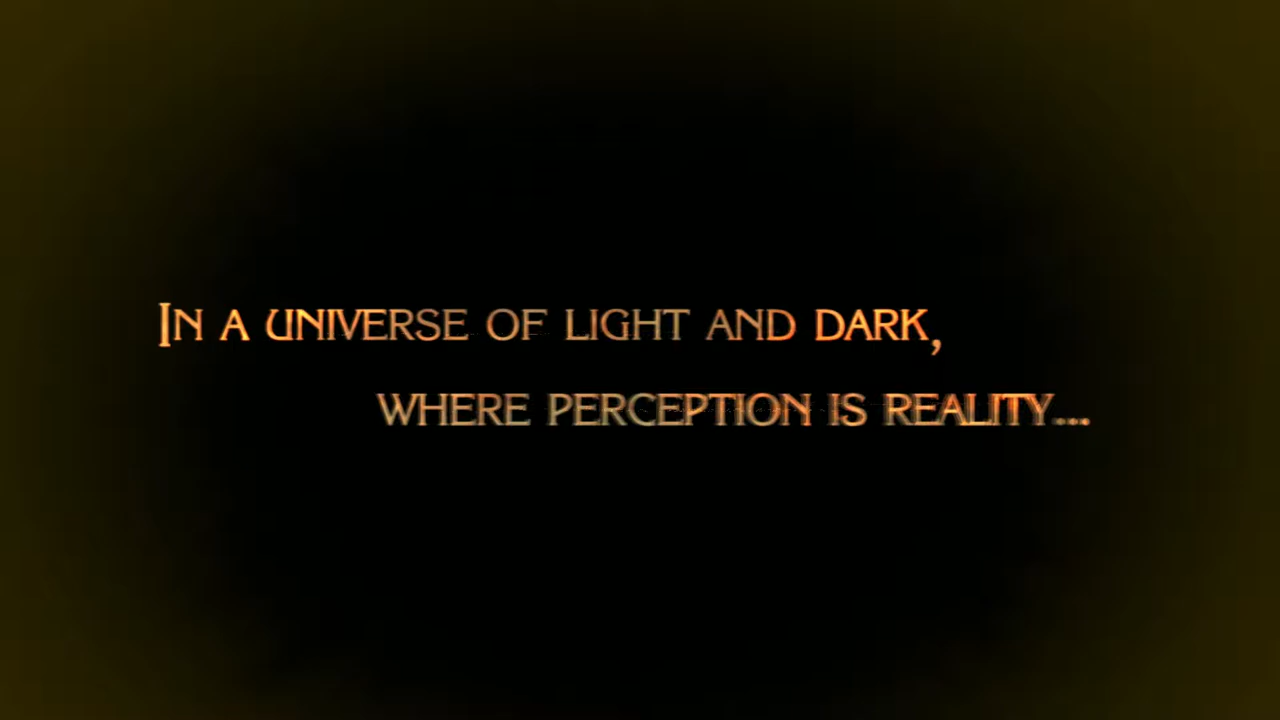 In a universe of light and dark,
where perception is reality...